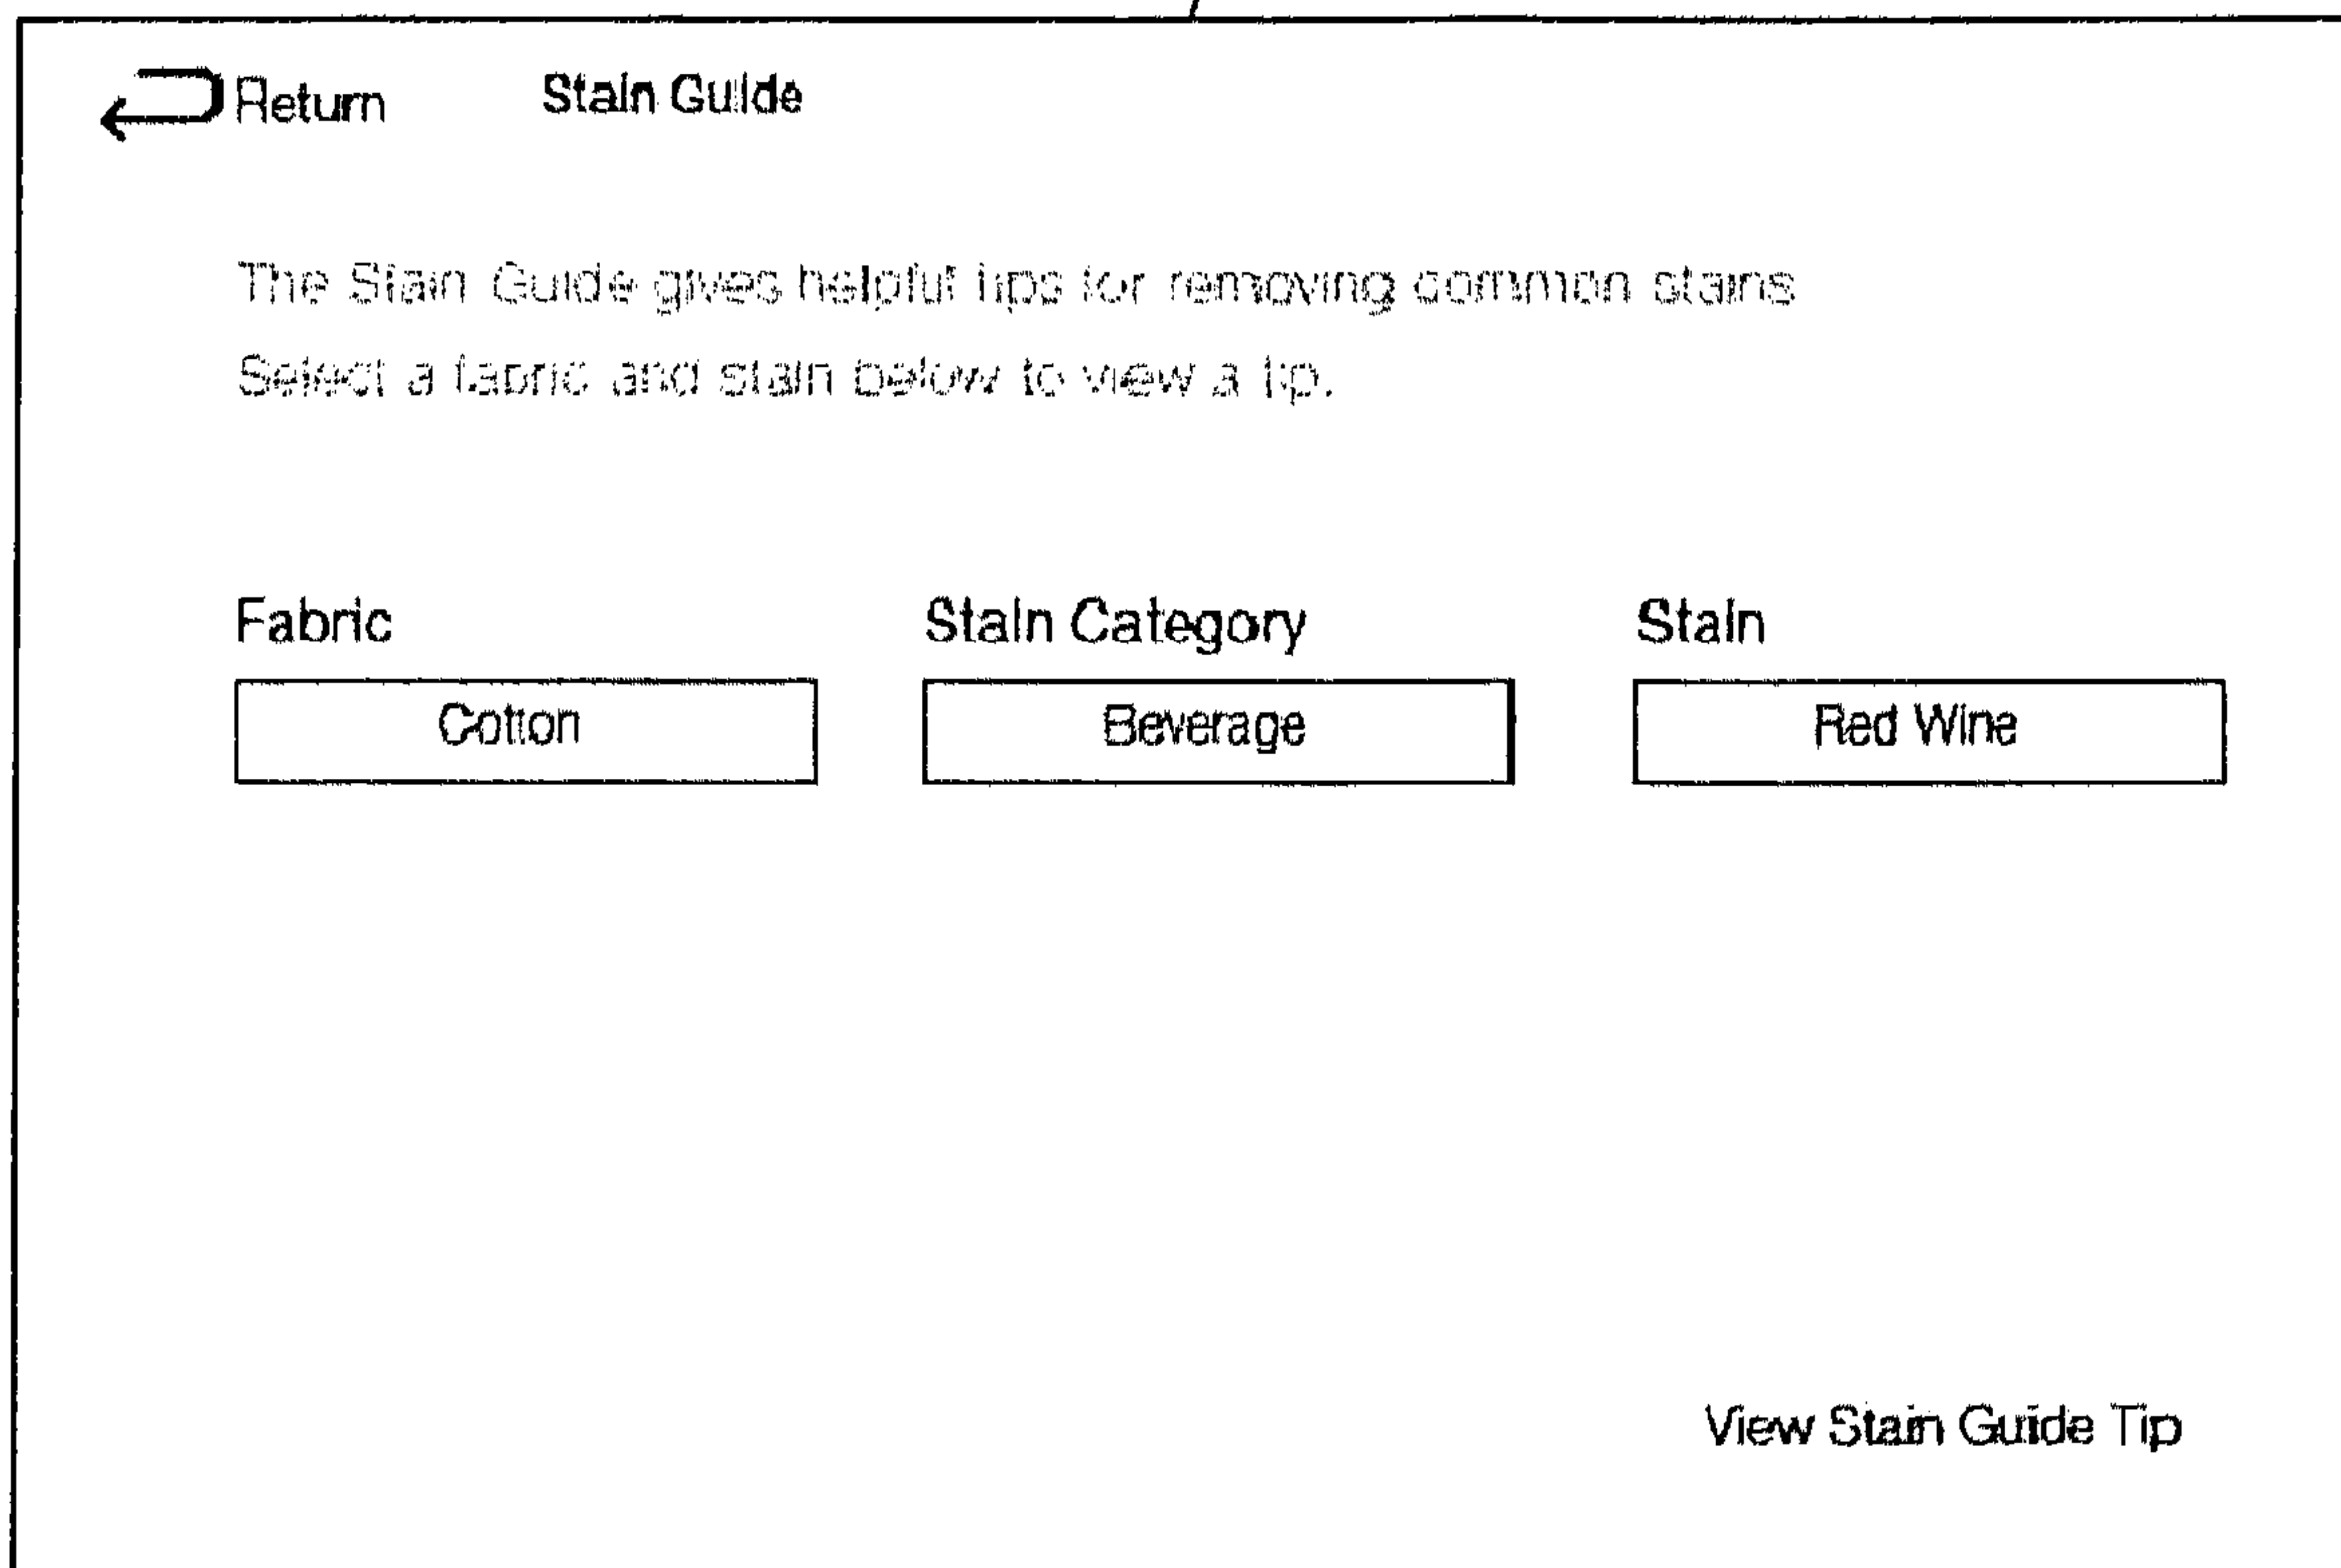 Return Stain Guide
The Stain Guide gives helpful tips for removing common stains
Select a fabric and stain below to view a tip.
Fabric Stain Category Stain
Cotton Beverage Red Wine
View Stain Guide Tip